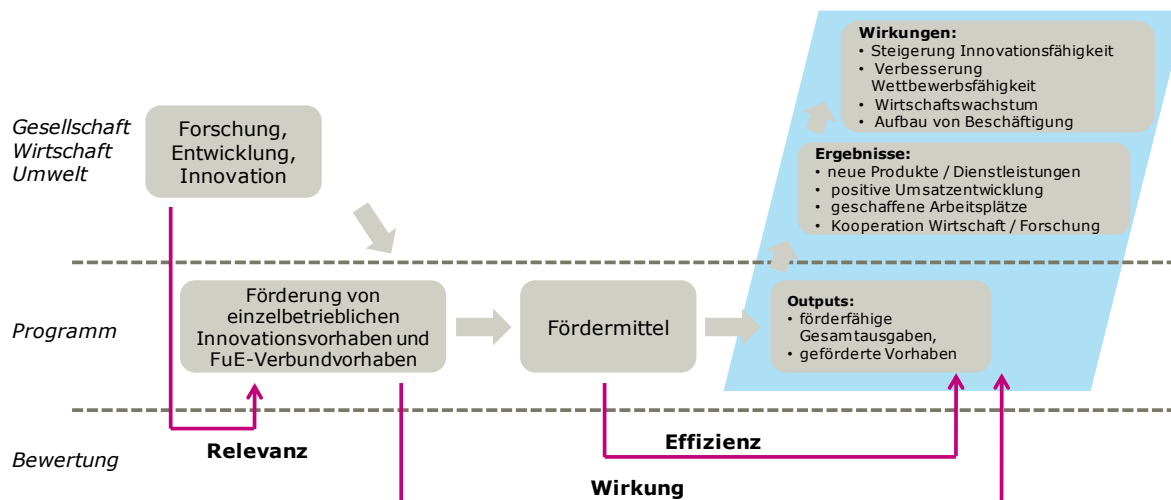 Gesellschaft
Wirtschaft
Umwelt
Forschung,
Entwicklung,
Innovation
Wirkungen:
• Steigerung Innovationsfähigkeit
• Verbesserung
Wettbewerbsfähigkeit
• Wirtschaftswachstum
• Aufbau von Beschäftigung
Ergebnisse:
• neue Produkte / Dienstleistungen
• positive Umsatzentwicklung
• geschaffene Arbeitsplätze
• Kooperation Wirtschaft / Forschung
Programm
Förderung von
einzelbetrieblichen
Innovationsvorhaben und
FuE-Verbundvorhaben
Fördermittel
Outputs:
• förderfähige
Gesamtausgaben,
• geförderte Vorhaben
Bewertung
Relevanz
Effizienz
Wirkung